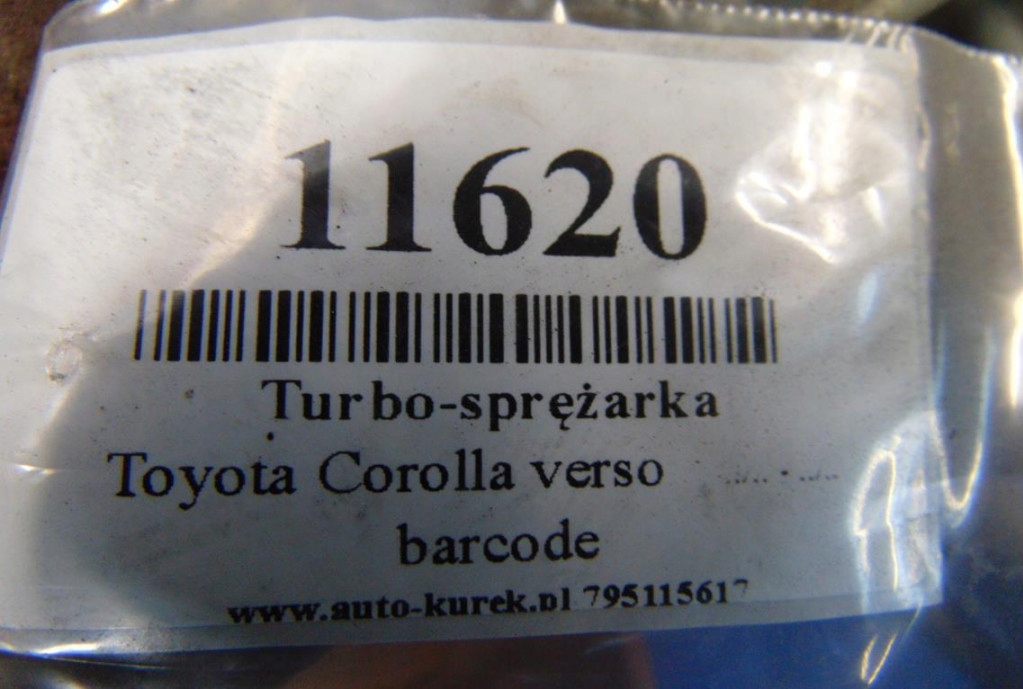 11620
Turbo-sprężarka
Toyota Corolla verso
barcode
www.auto-kurek.pl 795115617